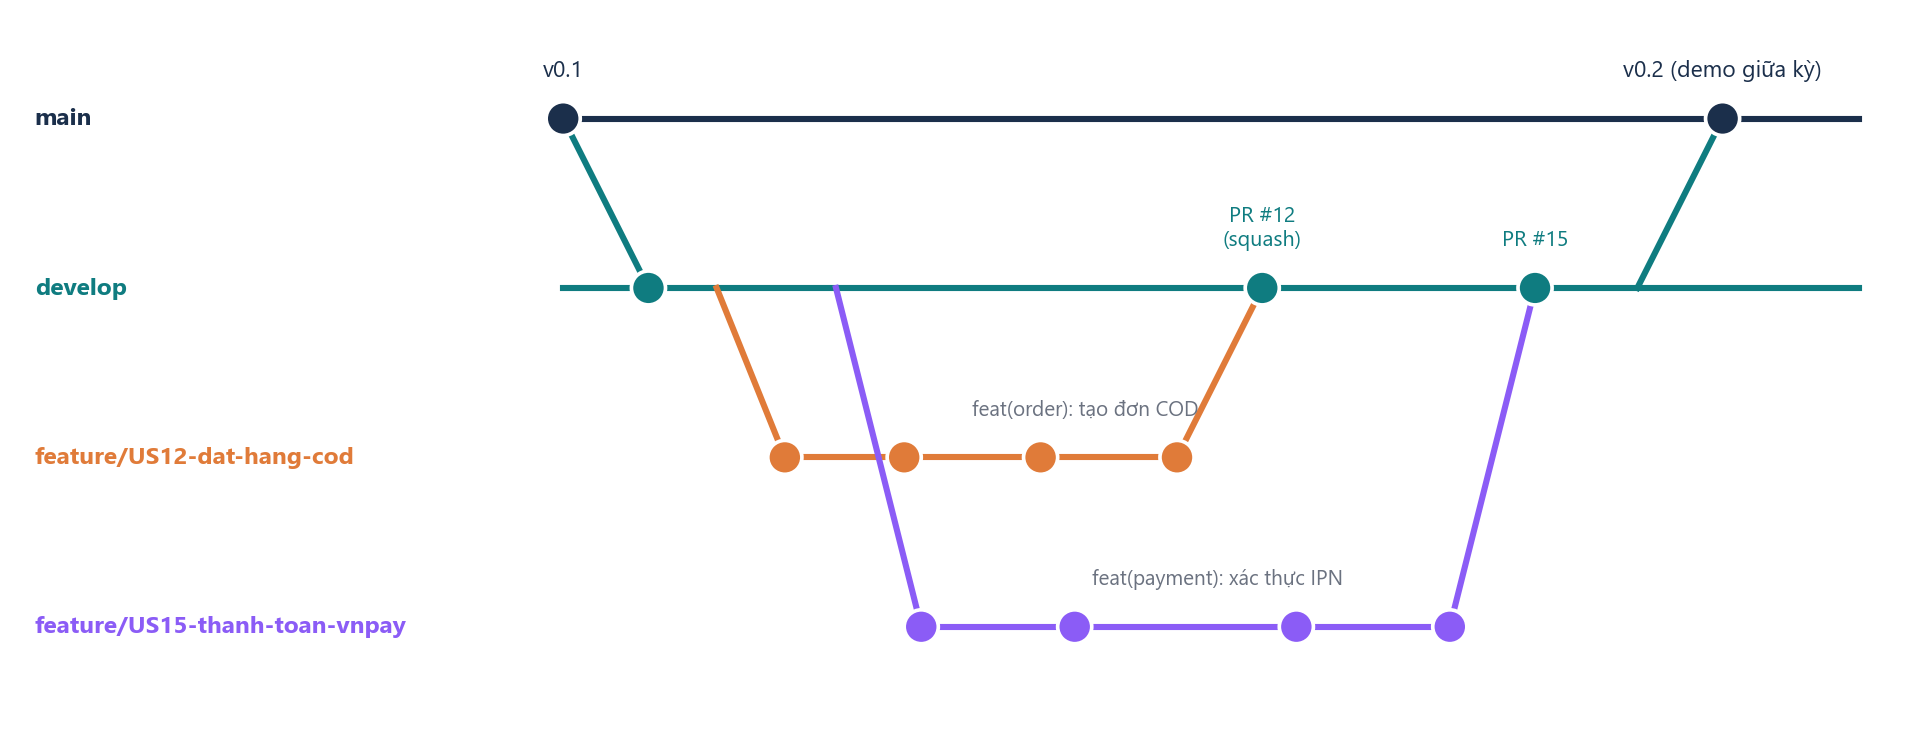 v0.1
v0.2 (demo giữa kỳ)
main
PR #12
(squash)
PR #15
develop
feat(order): tạo đơn COD
feature/US12-dat-hang-cod
feat(payment): xác thực IPN
feature/US15-thanh-toan-vnpay